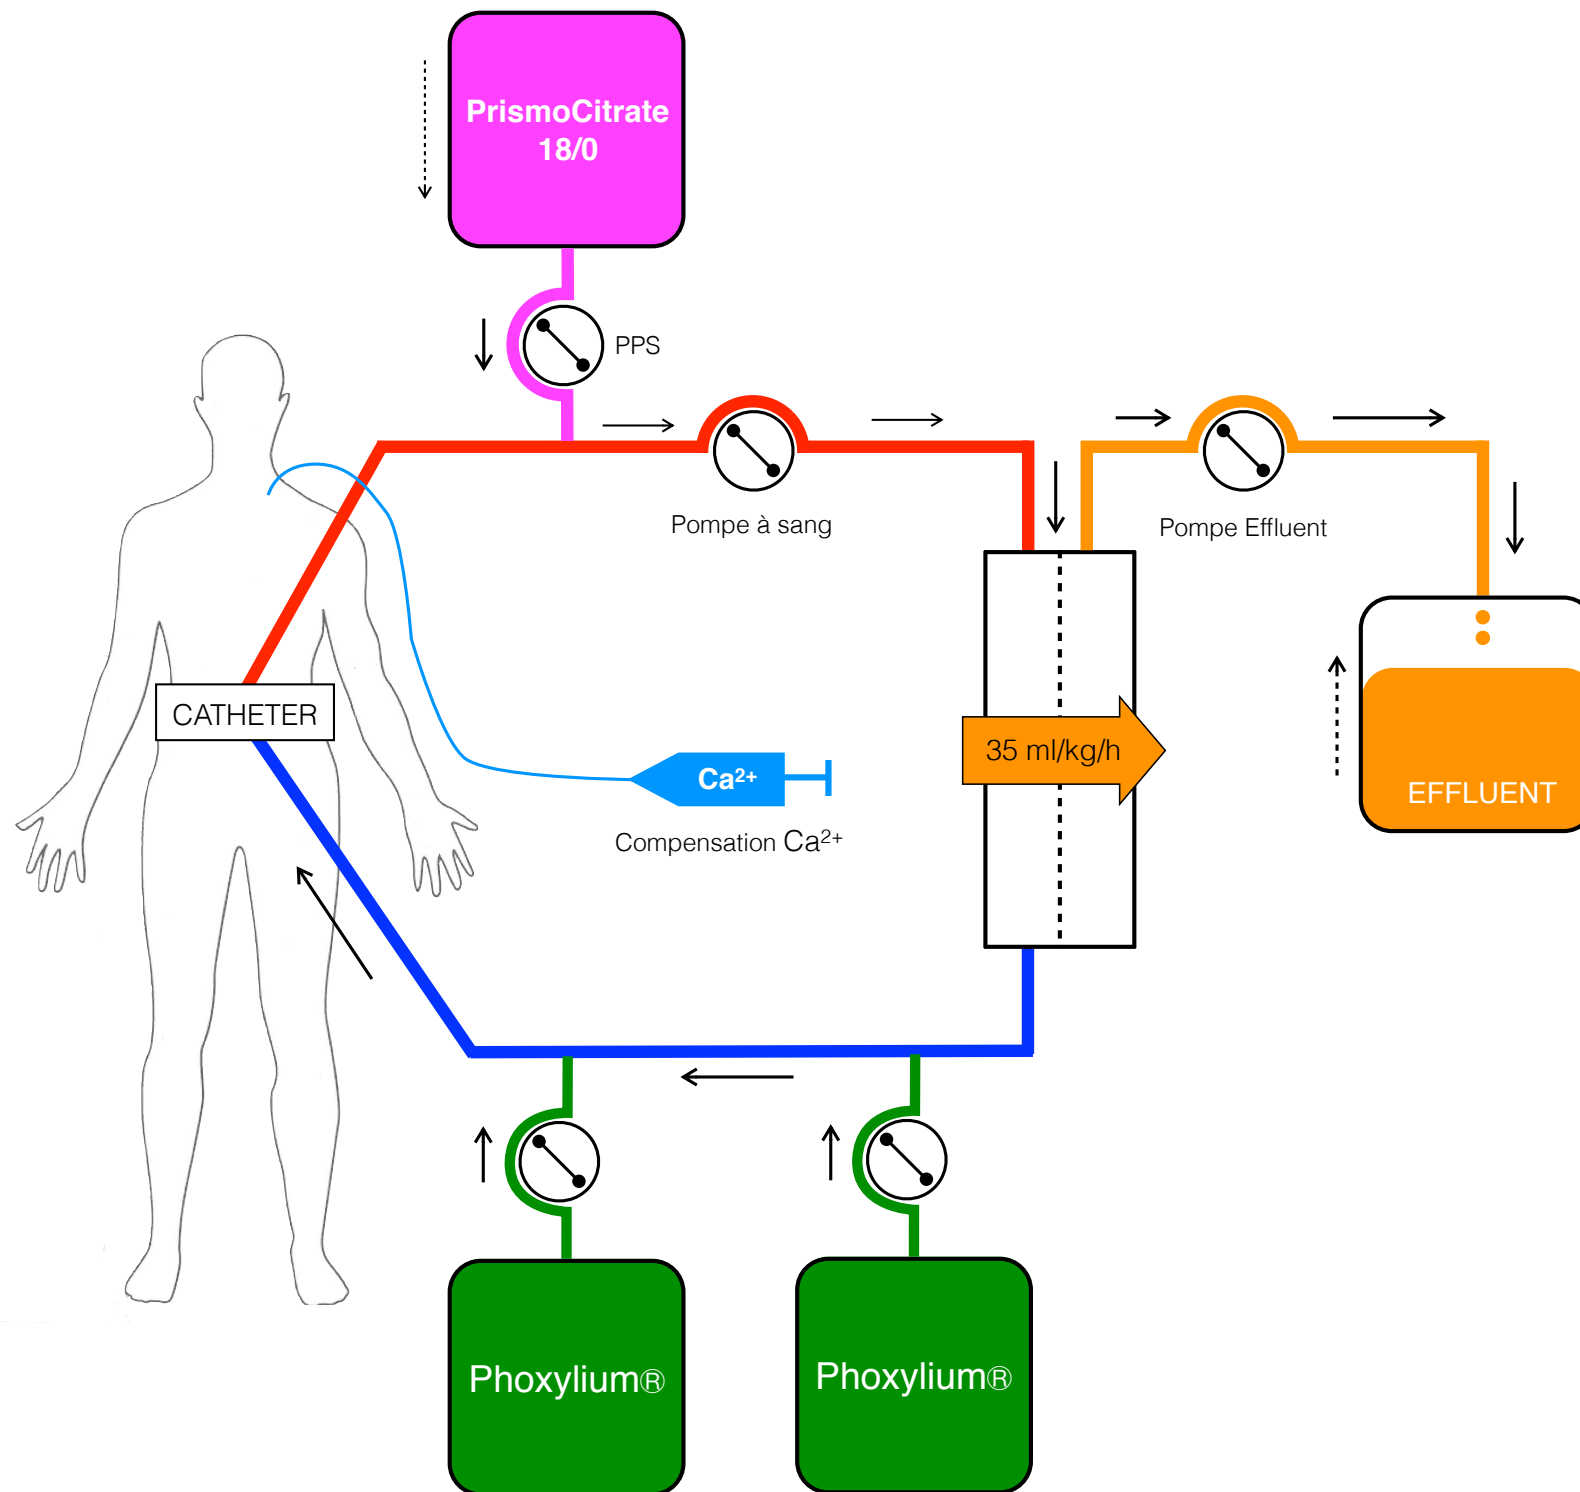 PrismoCitrate
18/0
PPS
Pompe à sang
Pompe Effluent
CATHETER
35 ml/kg/h
Ca²⁺
EFFLUENT
Compensation Ca²⁺
Phoxylium®
Phoxylium®